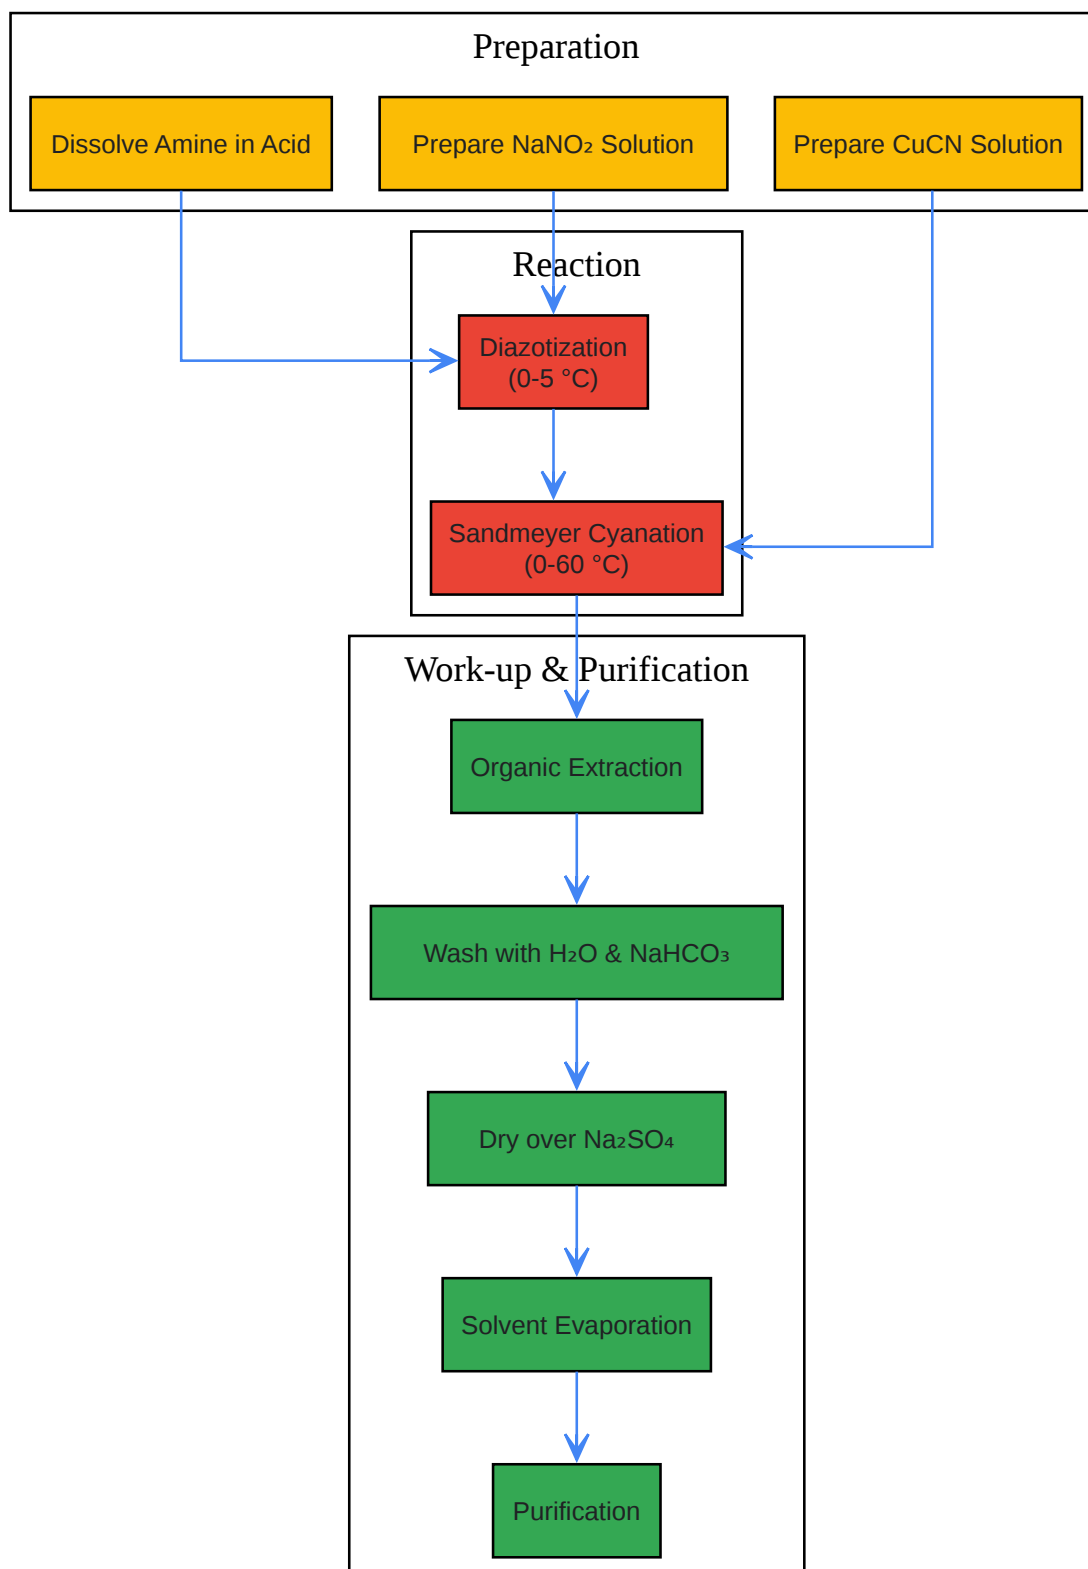 Preparation
Dissolve Amine in Acid
Prepare NaNO₂ Solution
Prepare CuCN Solution
Reaction
Diazotization
(0-5 °C)
Sandmeyer Cyanation
(0-60 °C)
Work-up & Purification
Organic Extraction
Wash with H₂O & NaHCO₃
Dry over Na₂SO₄
Solvent Evaporation
Purification